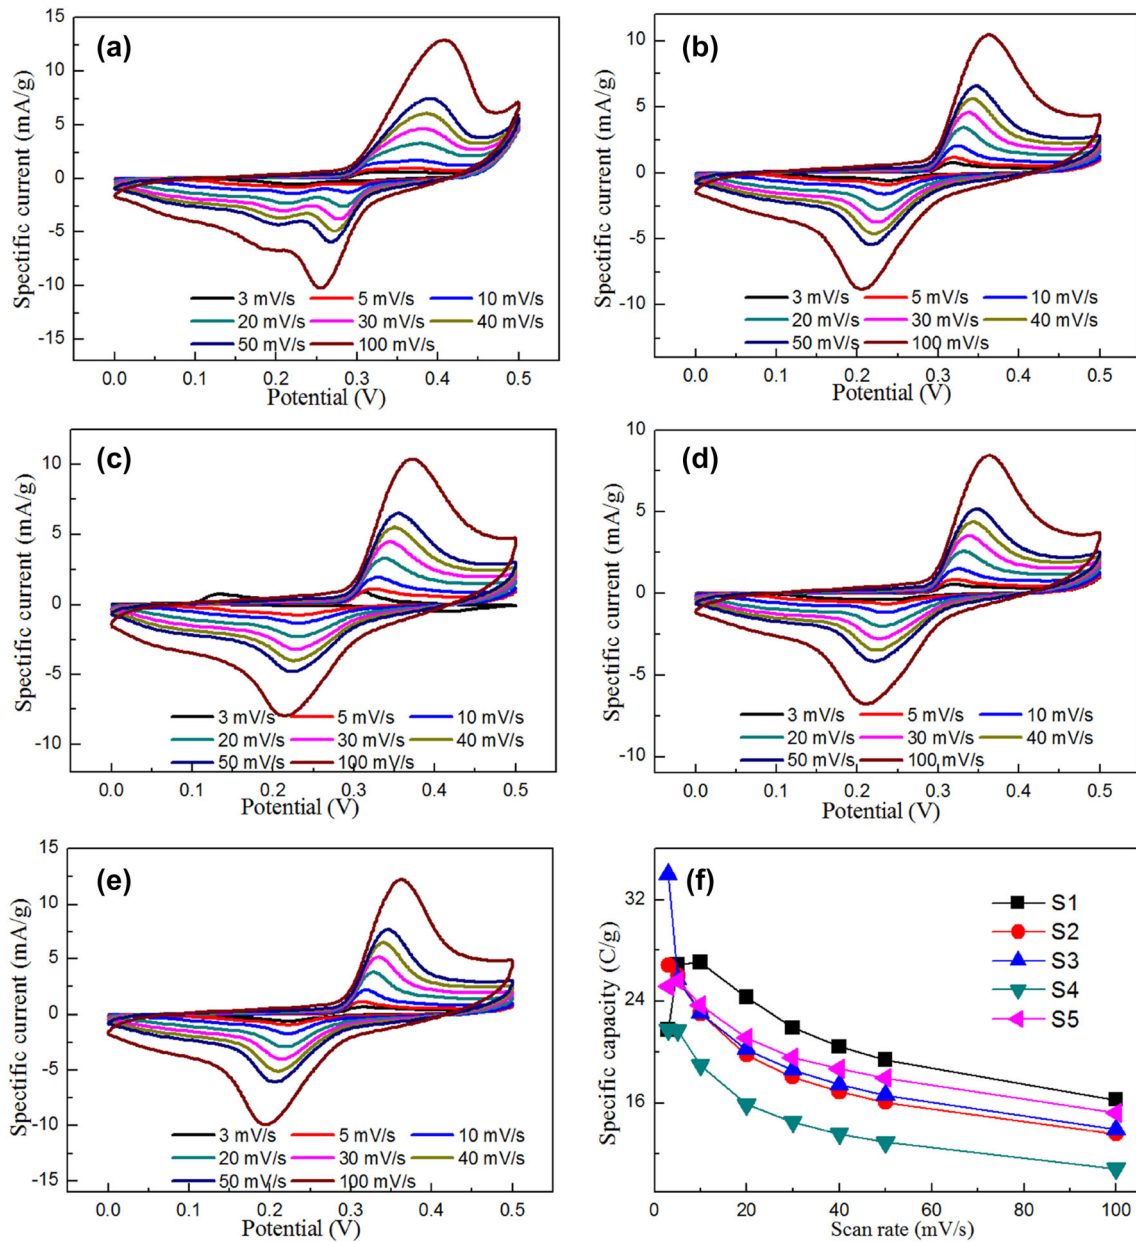 (a)
Spectific current (mA/g)
15
10
5
0
-5
-10
-15
3 mV/s 5 mV/s 10 mV/s
20 mV/s 30 mV/s 40 mV/s
50 mV/s 100 mV/s
0.0 0.1 0.2 0.3 0.4 0.5
Potential (V)
(b)
Spectific current (mA/g)
10
5
0
-5
-10
3 mV/s 5 mV/s 10 mV/s
20 mV/s 30 mV/s 40 mV/s
50 mV/s 100 mV/s
0.0 0.1 0.2 0.3 0.4 0.5
Potential (V)
(c)
Spectific current (mA/g)
10
5
0
-5
-10
3 mV/s 5 mV/s 10 mV/s
20 mV/s 30 mV/s 40 mV/s
50 mV/s 100 mV/s
0.0 0.1 0.2 0.3 0.4 0.5
Potential (V)
(d)
Spectific current (mA/g)
10
5
0
-5
-10
3 mV/s 5 mV/s 10 mV/s
20 mV/s 30 mV/s 40 mV/s
50 mV/s 100 mV/s
0.0 0.1 0.2 0.3 0.4 0.5
Potential (V)
(e)
Spectific current (mA/g)
15
10
5
0
-5
-10
-15
3 mV/s 5 mV/s 10 mV/s
20 mV/s 30 mV/s 40 mV/s
50 mV/s 100 mV/s
0.0 0.1 0.2 0.3 0.4 0.5
Potential (V)
(f)
Specific capacity (C/g)
32
24
16
S1
S2
S3
S4
S5
0 20 40 60 80 100
Scan rate (mV/s)